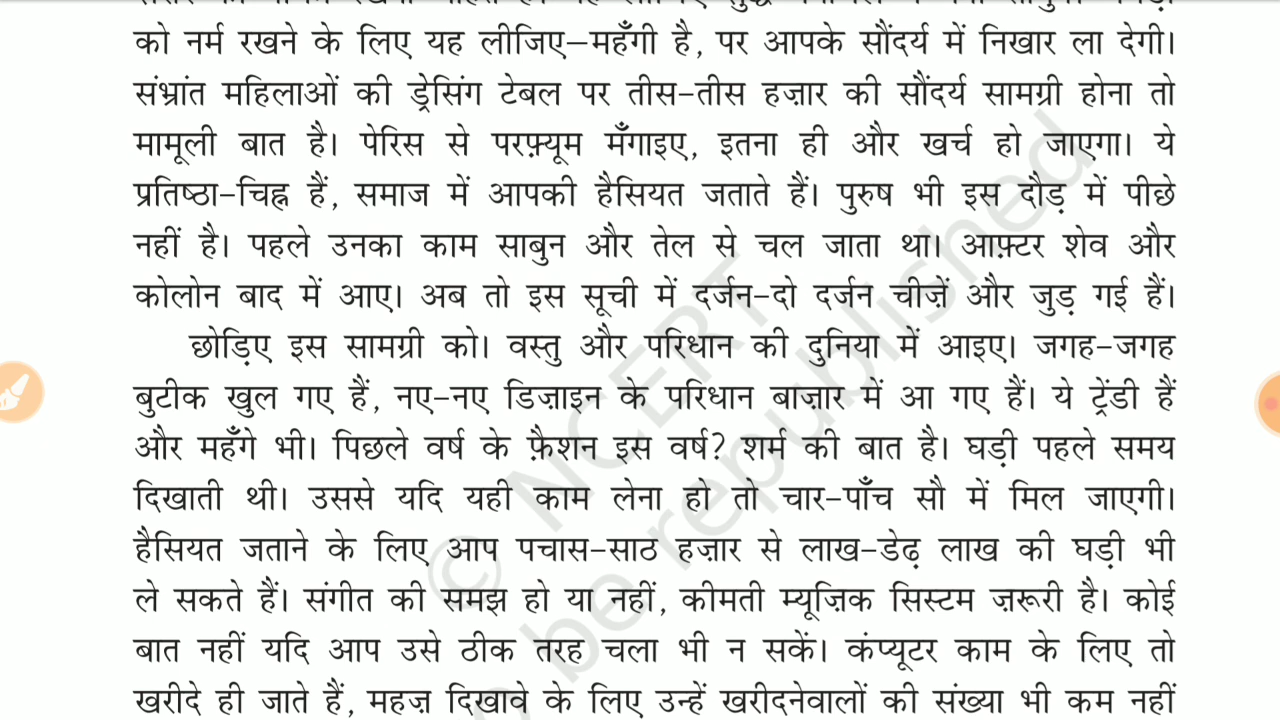 को नर्म रखने के लिए यह लीजिए–महँगी है, पर आपके सौंदर्य में निखार ला देगी।
संभ्रांत महिलाओं की ड्रेसिंग टेबल पर तीस–तीस हज़ार की सौंदर्य सामग्री होना तो
मामूली बात है। पेरिस से परफ़्यूम मँगाइए, इतना ही और खर्च हो जाएगा। ये
प्रतिष्ठा–चिह्न हैं, समाज में आपकी हैसियत जताते हैं। पुरुष भी इस दौड़ में पीछे
नहीं है। पहले उनका काम साबुन और तेल से चल जाता था। आफ़्टर शेव और
कोलोन बाद में आए। अब तो इस सूची में दर्जन–दो दर्जन चीज़ें और जुड़ गई हैं।
छोड़िए इस सामग्री को। वस्तु और परिधान की दुनिया में आइए। जगह–जगह
बुटीक खुल गए हैं, नए–नए डिज़ाइन के परिधान बाज़ार में आ गए हैं। ये ट्रेंडी हैं
और महँगे भी। पिछले वर्ष के फ़ैशन इस वर्ष? शर्म की बात है। घड़ी पहले समय
दिखाती थी। उससे यदि यही काम लेना हो तो चार–पाँच सौ में मिल जाएगी।
हैसियत जताने के लिए आप पचास–साठ हज़ार से लाख–डेढ़ लाख की घड़ी भी
ले सकते हैं। संगीत की समझ हो या नहीं, कीमती म्यूज़िक सिस्टम ज़रूरी है। कोई
बात नहीं यदि आप उसे ठीक तरह चला भी न सकें। कंप्यूटर काम के लिए तो
खरीदे ही जाते हैं, महज़ दिखावे के लिए उन्हें खरीदनेवालों की संख्या भी कम नहीं
© NCERT
be republished